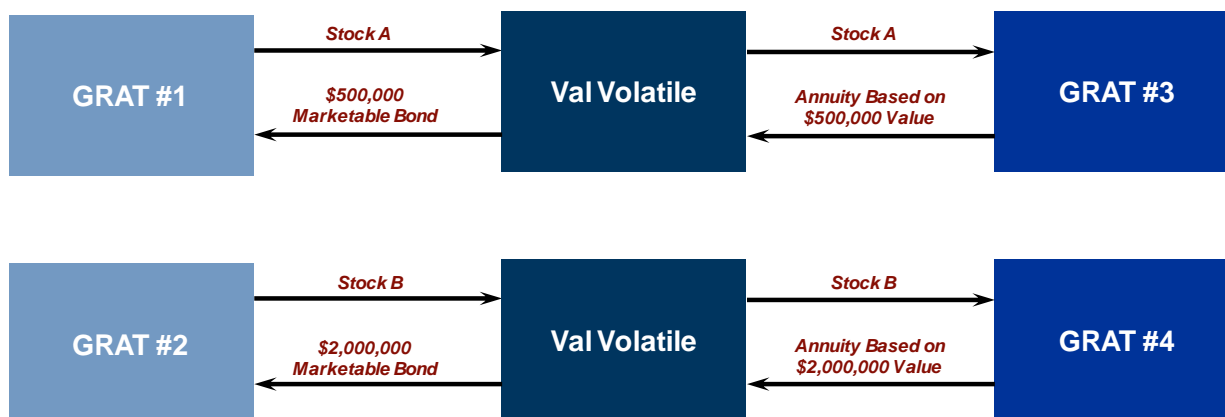 Stock A
Stock A
GRAT #1
$500,000
Marketable Bond
Val Volatile
Annuity Based on
$500,000 Value
GRAT #3
Stock B
Stock B
GRAT #2
$2,000,000
Marketable Bond
Val Volatile
Annuity Based on
$2,000,000 Value
GRAT #4